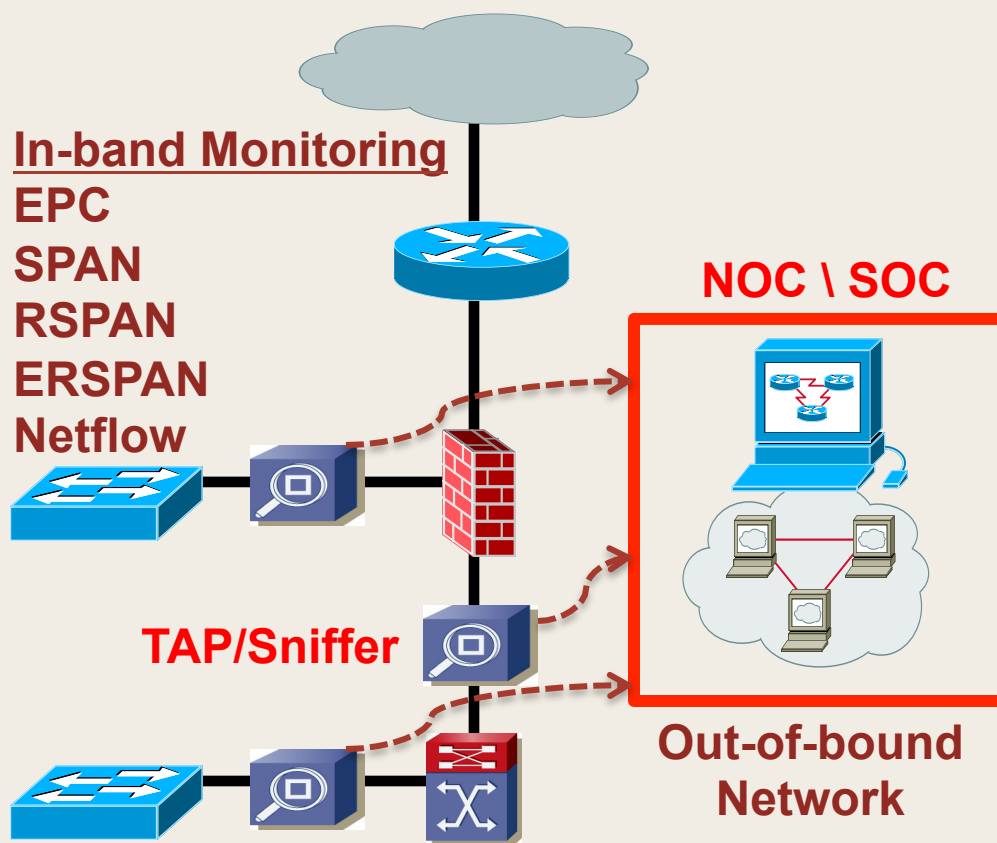 In-band Monitoring
EPC
SPAN
RSPAN
ERSPAN
Netflow
NOC \ SOC
TAP/Sniffer
Out-of-bound
Network